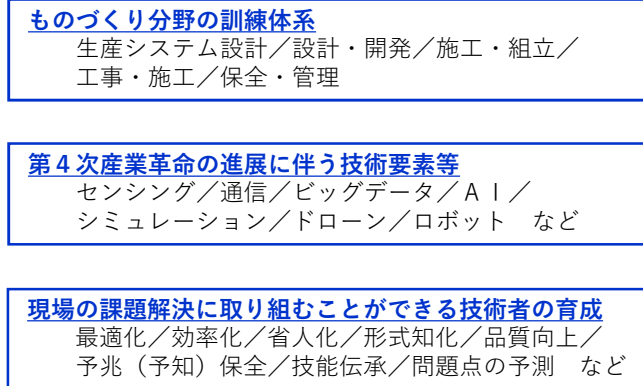 ものづくり分野の訓練体系
生産システム設計／設計・開発／施工・組立／
工事・施工／保全・管理
第４次産業革命の進展に伴う技術要素等
センシング／通信／ビッグデータ／ＡＩ／
シミュレーション／ドローン／ロボット　など
現場の課題解決に取り組むことができる技術者の育成
最適化／効率化／省人化／形式知化／品質向上／
予兆（予知）保全／技能伝承／問題点の予測　など